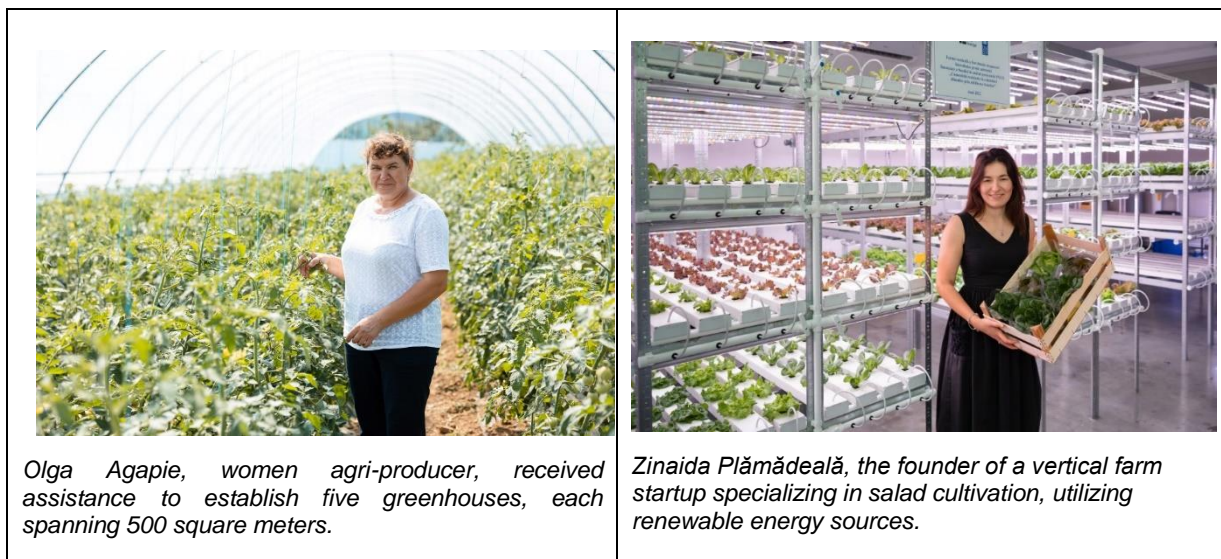 Olga Agapie, women agri-producer, received
assistance to establish five greenhouses, each
spanning 500 square meters.
Zinaida Plămădeală, the founder of a vertical farm
startup specializing in salad cultivation, utilizing
renewable energy sources.